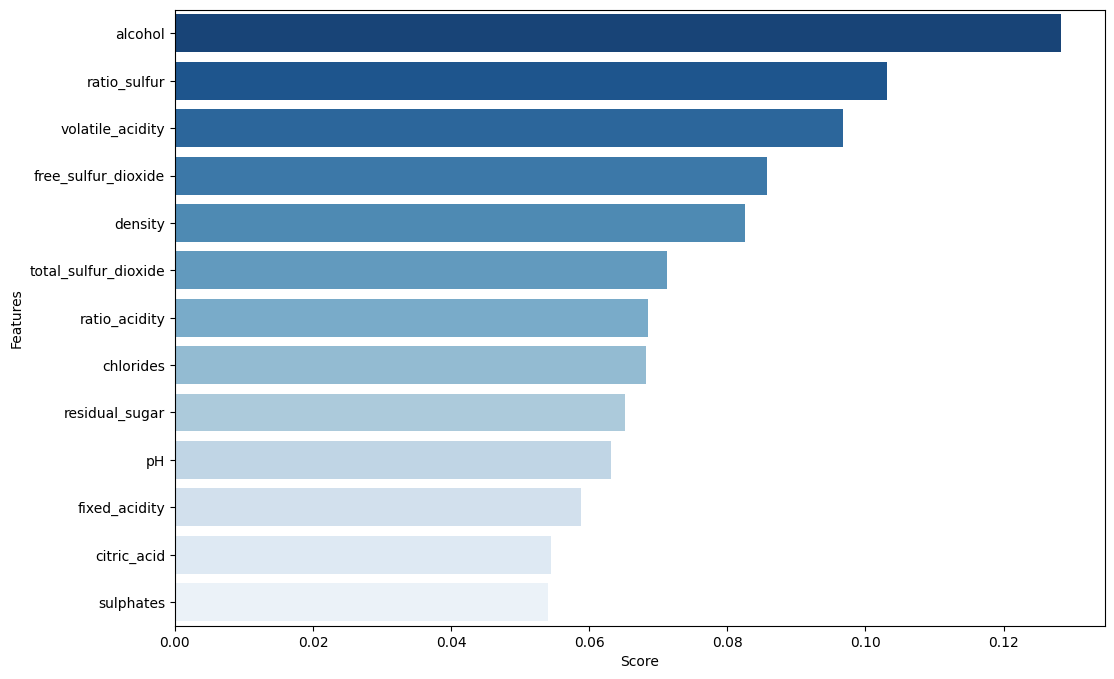 alcohol
ratio_sulfur
volatile_acidity
free_sulfur_dioxide
density
total_sulfur_dioxide
ratio_acidity
chlorides
residual_sugar
pH
fixed_acidity
citric_acid
sulphates
Features
0.00 0.02 0.04 0.06 0.08 0.10 0.12
Score